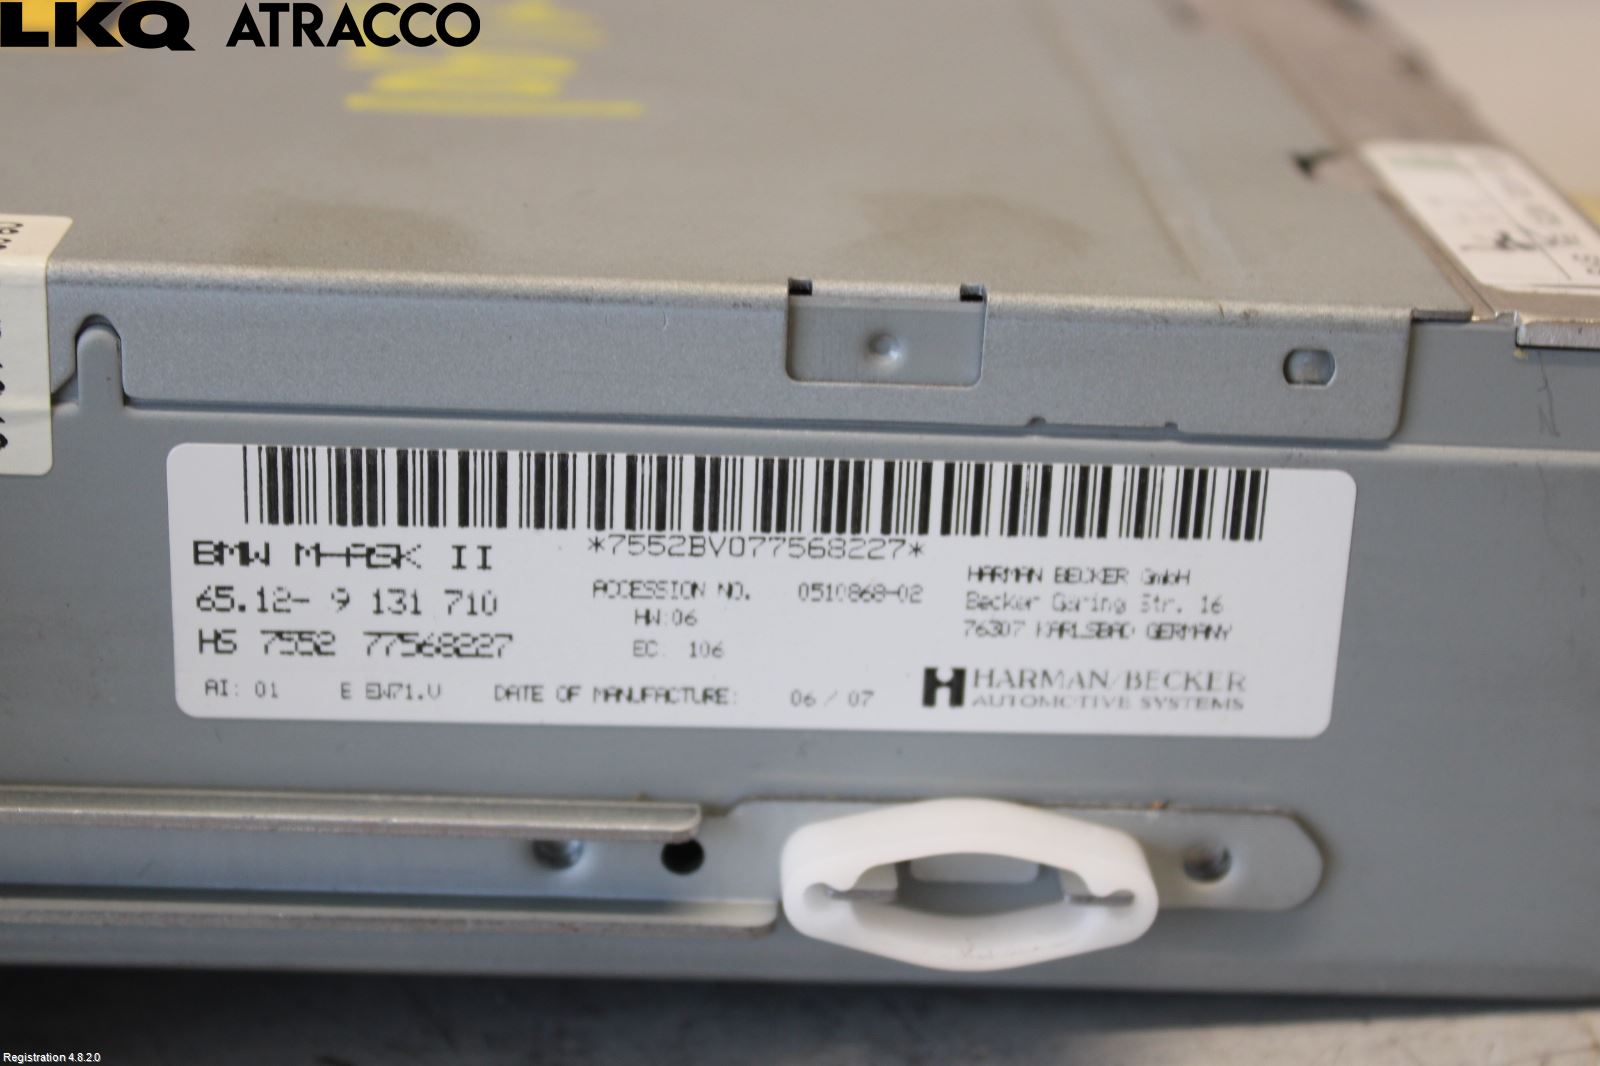 LKQ ATRACCO
*7552BV077568227*
BMW M-ASK II
65.12- 9 131 710
HS 7552 77568227
AI: 01 E EW71.V DATE OF MANUFACTURE: 06 / 07
ACCESSION NO. 0510868-02
HW:06
EC: 106
HARMAN BECKER GmbH
Becker Göring Str. 16
76307 KARLSBAD GERMANY
HARMAN/BECKER
AUTOMOTIVE SYSTEMS
Registration 4.8.2.0